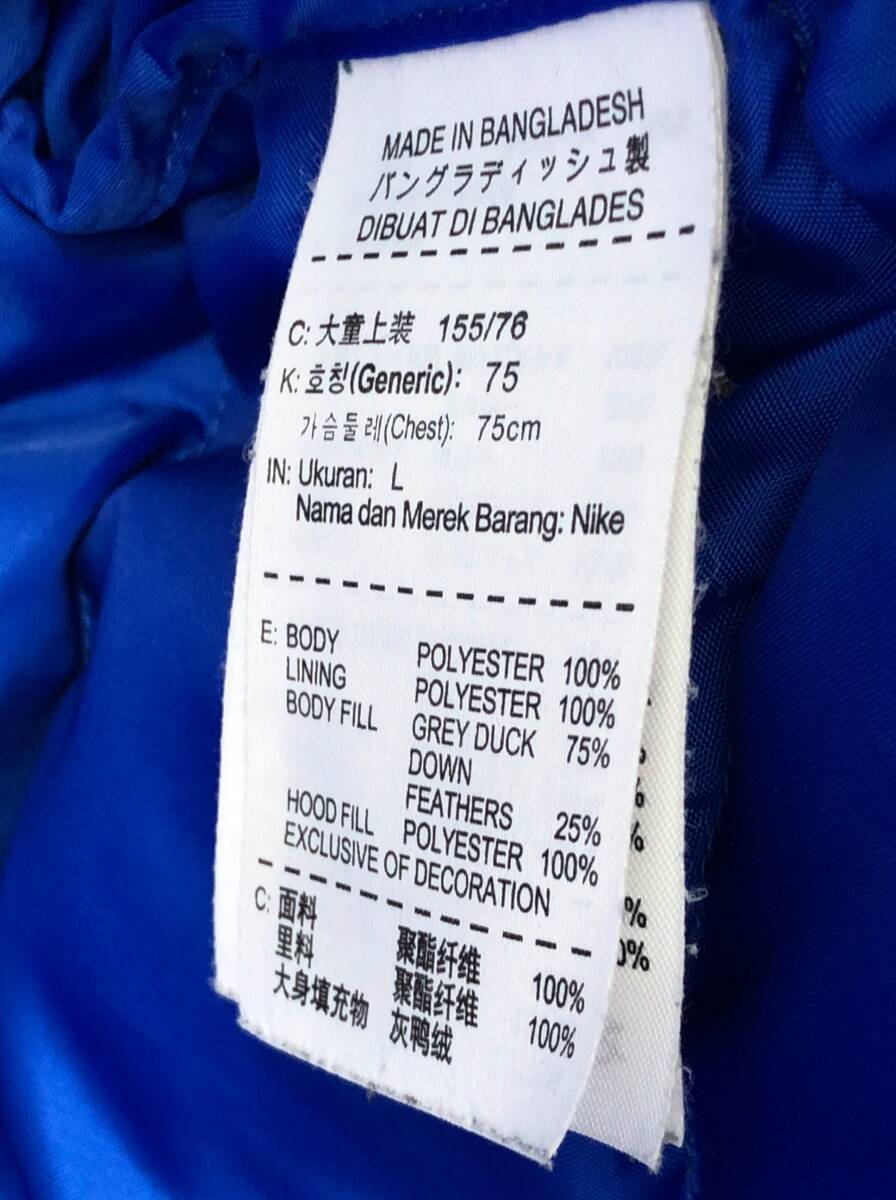 MADE IN BANGLADESH
バングラディッシュ製
DIBUAT DI BANGLADES
C: 大童上装 155/76
K: 호칭(Generic): 75
가슴둘레(Chest): 75cm
IN: Ukuran: L
Nama dan Merek Barang: Nike
E: BODY POLYESTER 100%
LINING POLYESTER 100%
BODY FILL GREY DUCK 75%
DOWN
FEATHERS 25%
HOOD FILL POLYESTER 100%
EXCLUSIVE OF DECORATION
C: 面料 聚酯纤维 100%
里料 聚酯纤维 100%
大身填充物 灰鸭绒